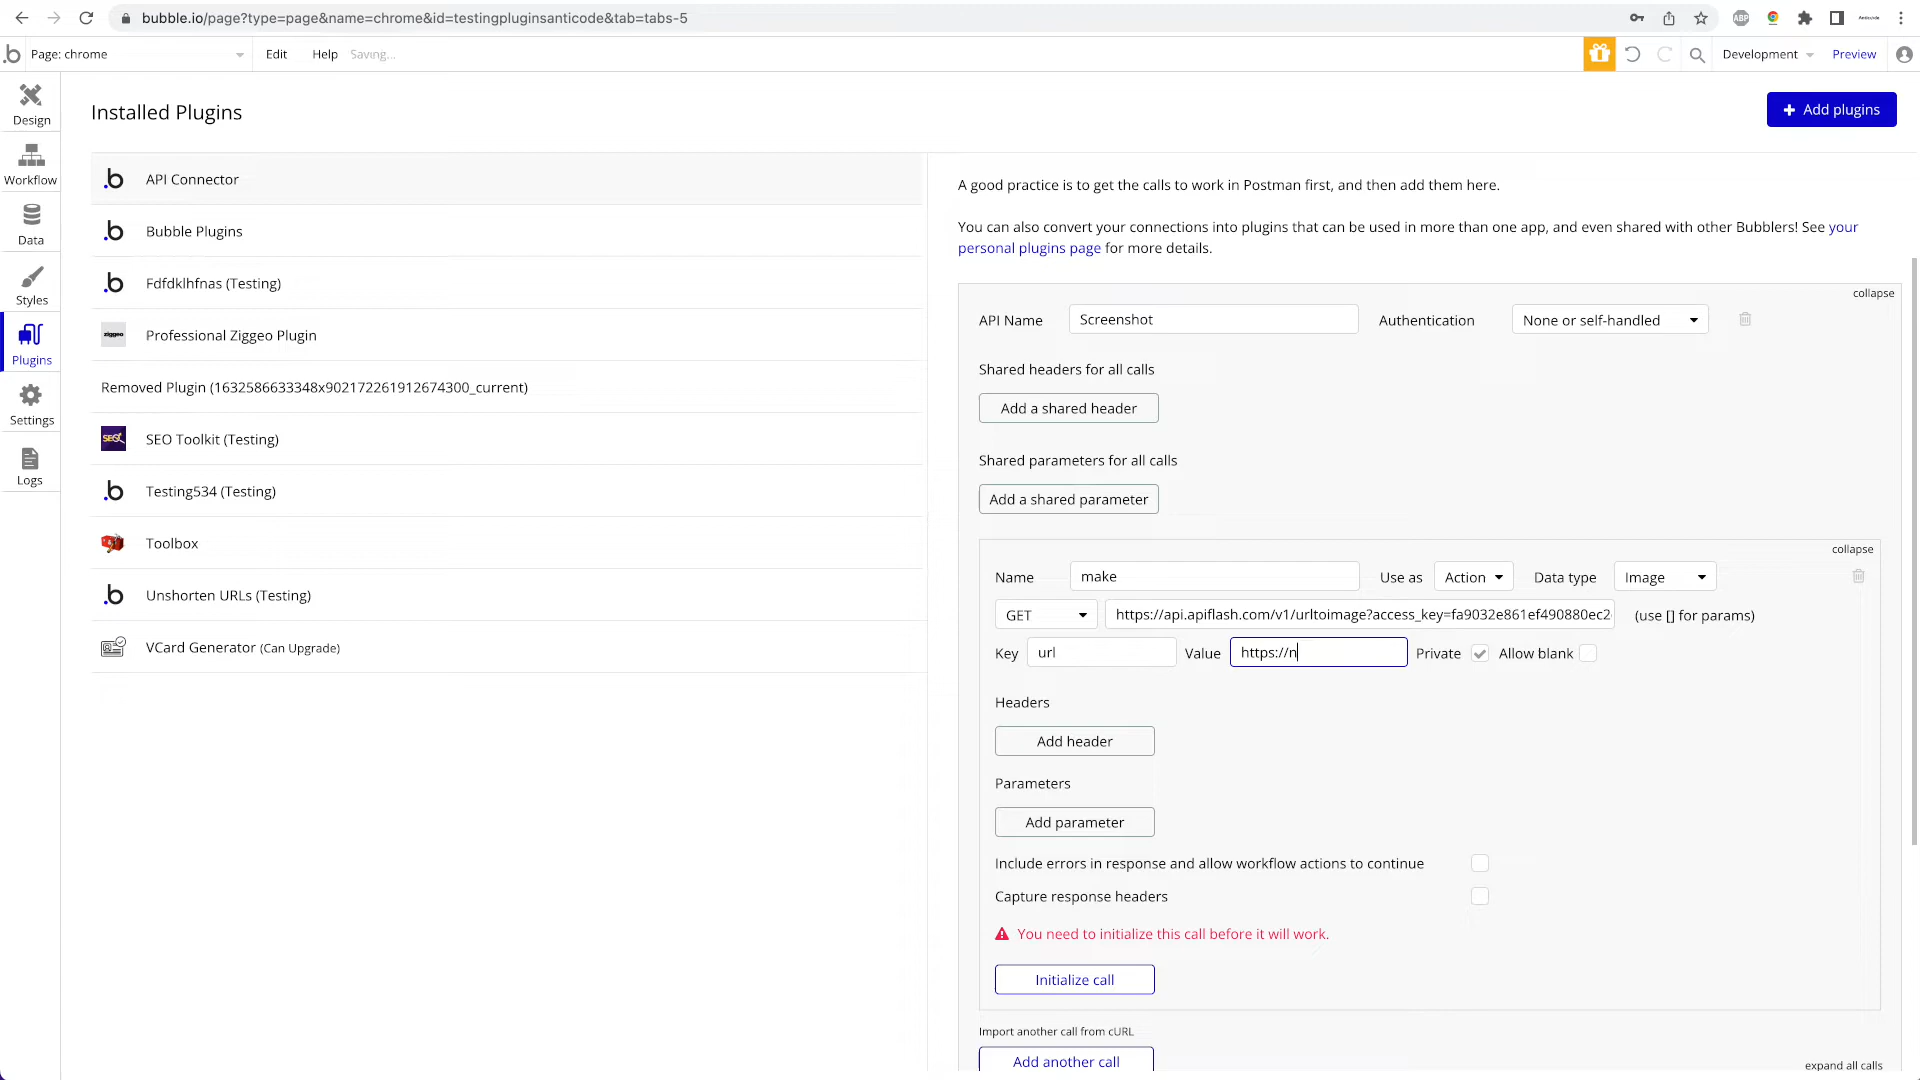 bubble.io/page?type=page&name=chrome&id=testingpluginsanticode&tab=tabs-5
ABP
Page: chrome
Edit
Help
Saving...
Development
Preview
Design
Workflow
Data
Styles
Plugins
Settings
Logs
Installed Plugins
+ Add plugins
API Connector
Bubble Plugins
Fdfdklhfnas (Testing)
ziggeo
Professional Ziggeo Plugin
Removed Plugin (1632586633348x902172261912674300_current)
SEO
SEO Toolkit (Testing)
Testing534 (Testing)
Toolbox
Unshorten URLs (Testing)
VCard Generator (Can Upgrade)
A good practice is to get the calls to work in Postman first, and then add them here.
You can also convert your connections into plugins that can be used in more than one app, and even shared with other Bubblers! See your
personal plugins page for more details.
collapse
API Name
Screenshot
Authentication
None or self-handled
Shared headers for all calls
Add a shared header
Shared parameters for all calls
Add a shared parameter
collapse
Name
make
Use as
Action
Data type
Image
GET
https://api.apiflash.com/v1/urltoimage?access_key=fa9032e861ef490880ec2
(use [] for params)
Key
url
Value
https://n
Private
Allow blank
Headers
Add header
Parameters
Add parameter
Include errors in response and allow workflow actions to continue
Capture response headers
You need to initialize this call before it will work.
Initialize call
Import another call from cURL
Add another call
expand all calls